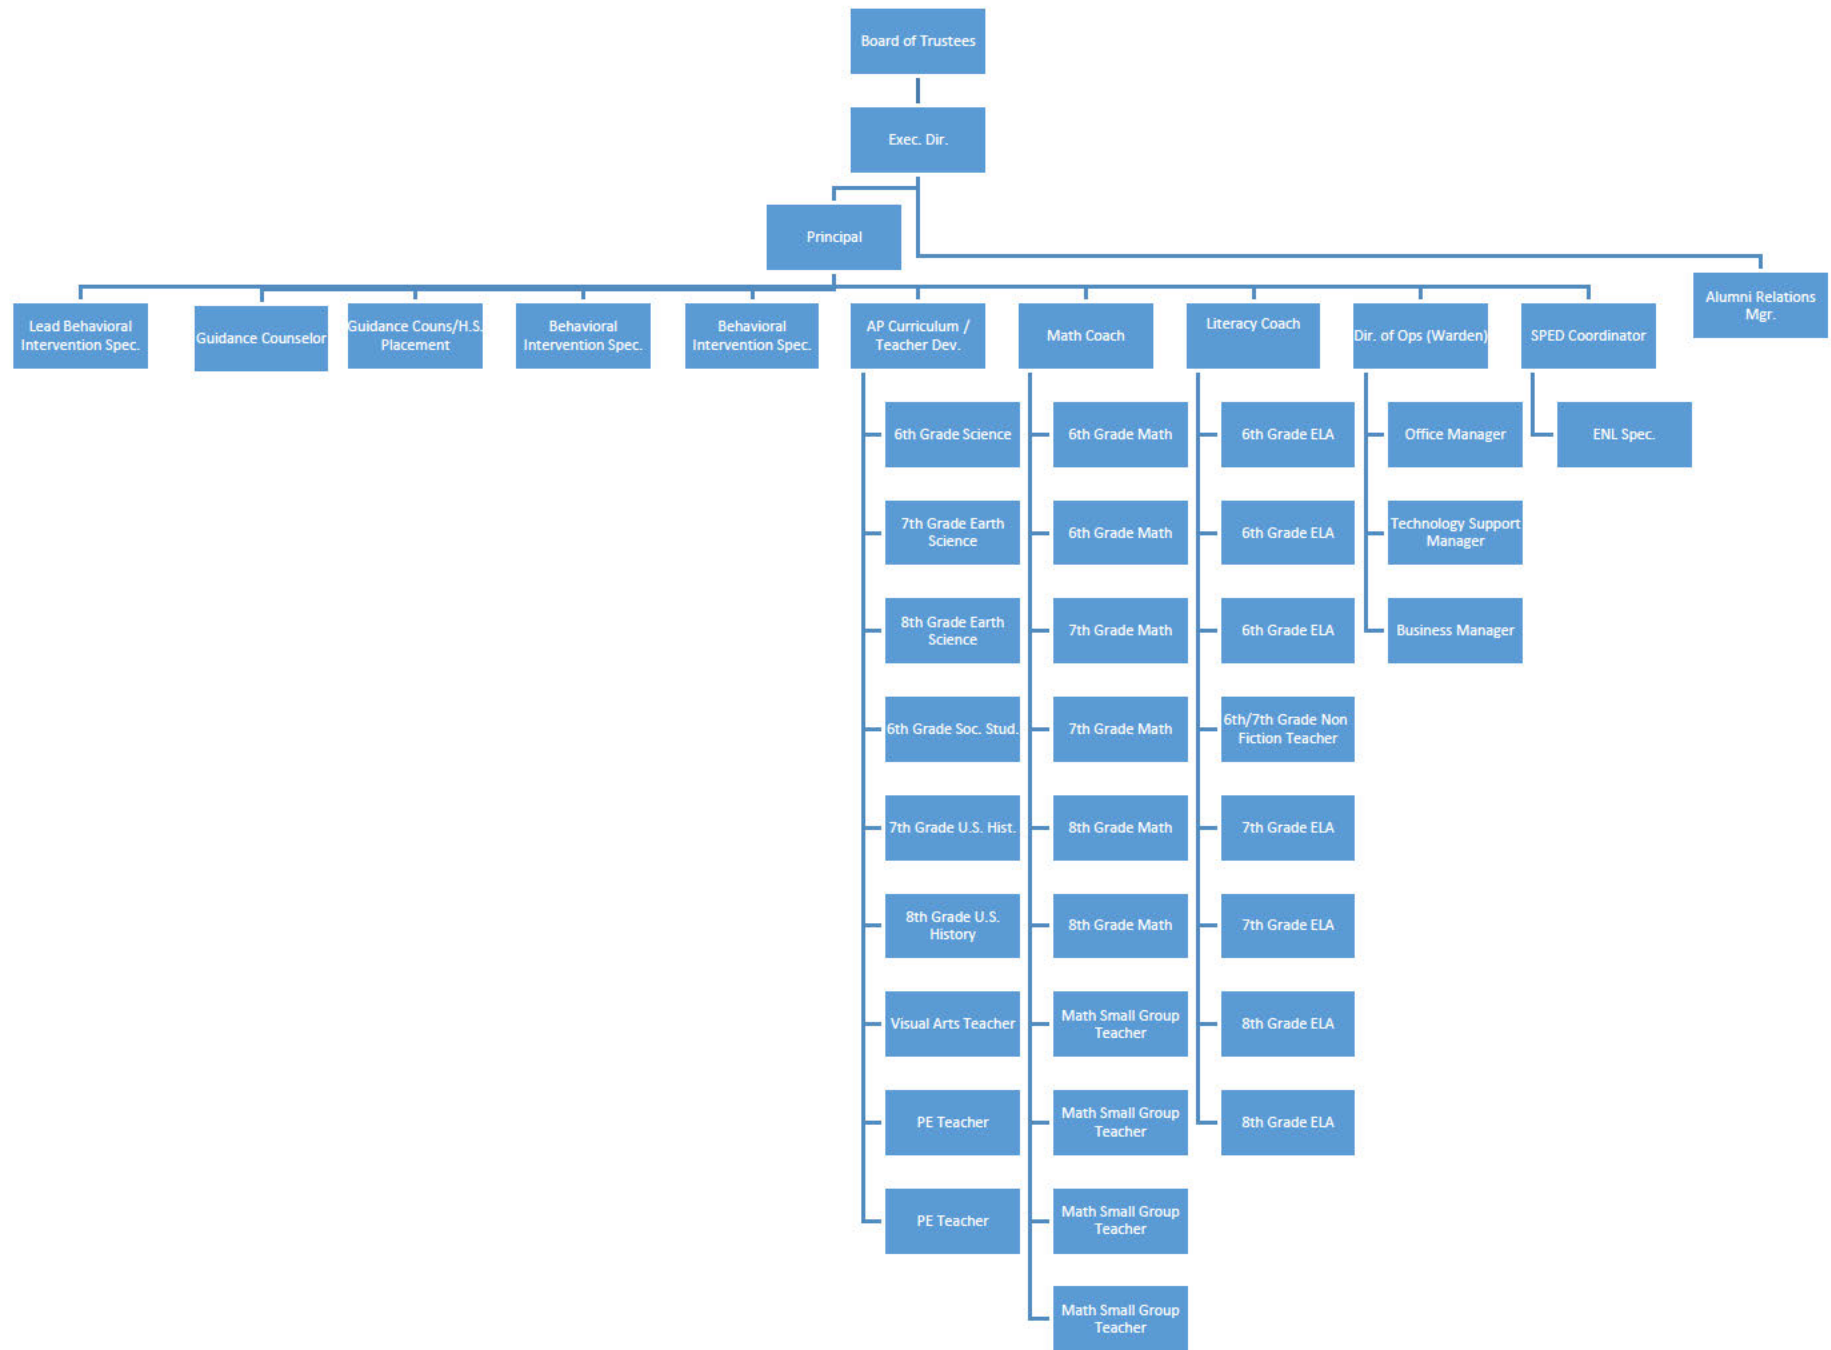 Board of Trustees
Exec. Dir.
Principal
Alumni Relations
Mgr.
Lead Behavioral
Intervention Spec.
Guidance Counselor
Guidance Couns/H.S.
Placement
Behavioral
Intervention Spec.
Behavioral
Intervention Spec.
AP Curriculum /
Teacher Dev.
Math Coach
Literacy Coach
Dir. of Ops (Warden)
SPED Coordinator
6th Grade Science
7th Grade Earth
Science
8th Grade Earth
Science
6th Grade Soc. Stud.
7th Grade U.S. Hist.
8th Grade U.S.
History
Visual Arts Teacher
PE Teacher
PE Teacher
6th Grade Math
6th Grade Math
7th Grade Math
7th Grade Math
8th Grade Math
8th Grade Math
Math Small Group
Teacher
Math Small Group
Teacher
Math Small Group
Teacher
Math Small Group
Teacher
6th Grade ELA
6th Grade ELA
6th Grade ELA
6th/7th Grade Non
Fiction Teacher
7th Grade ELA
7th Grade ELA
8th Grade ELA
8th Grade ELA
Office Manager
Technology Support
Manager
Business Manager
ENL Spec.